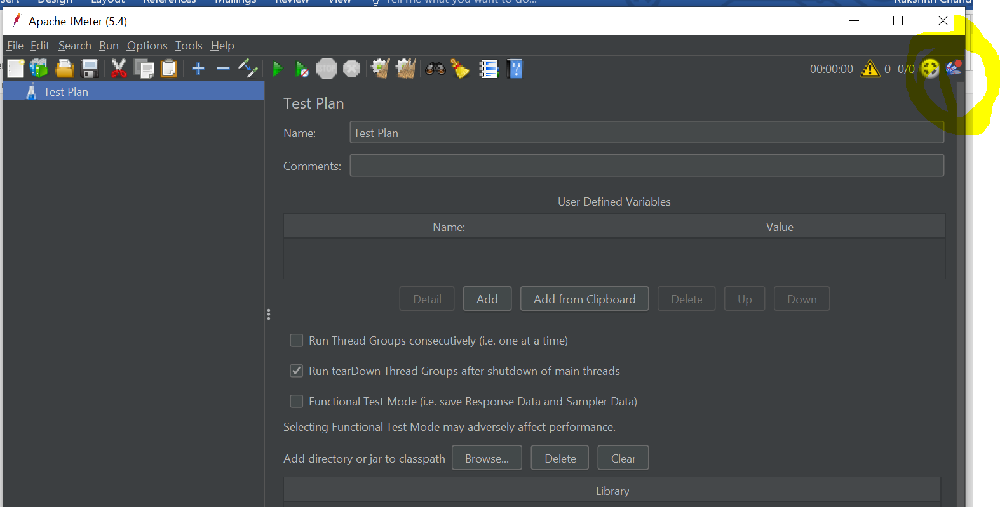 Design Layout References Mailings Review View Tell me what you want to do...
Apache JMeter (5.4)
File Edit Search Run Options Tools Help
STOP
00:00:00 0 0/0
Test Plan
Test Plan
Name: Test Plan
Comments:
User Defined Variables
Name: Value
Detail Add Add from Clipboard Delete Up Down
Run Thread Groups consecutively (i.e. one at a time)
Run tearDown Thread Groups after shutdown of main threads
Functional Test Mode (i.e. save Response Data and Sampler Data)
Selecting Functional Test Mode may adversely affect performance.
Add directory or jar to classpath Browse... Delete Clear
Library